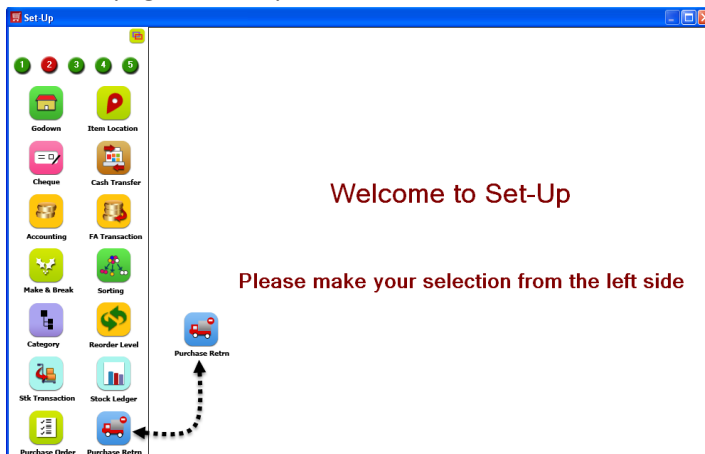 Set-Up
1 2 3 4 5
Godown Item Location
Cheque Cash Transfer
Accounting FA Transaction
Make & Break Sorting
Category Reorder Level
Stk Transaction Stock Ledger
Purchase Order Purchase Retrn
Welcome to Set-Up
Please make your selection from the left side
Purchase Retrn